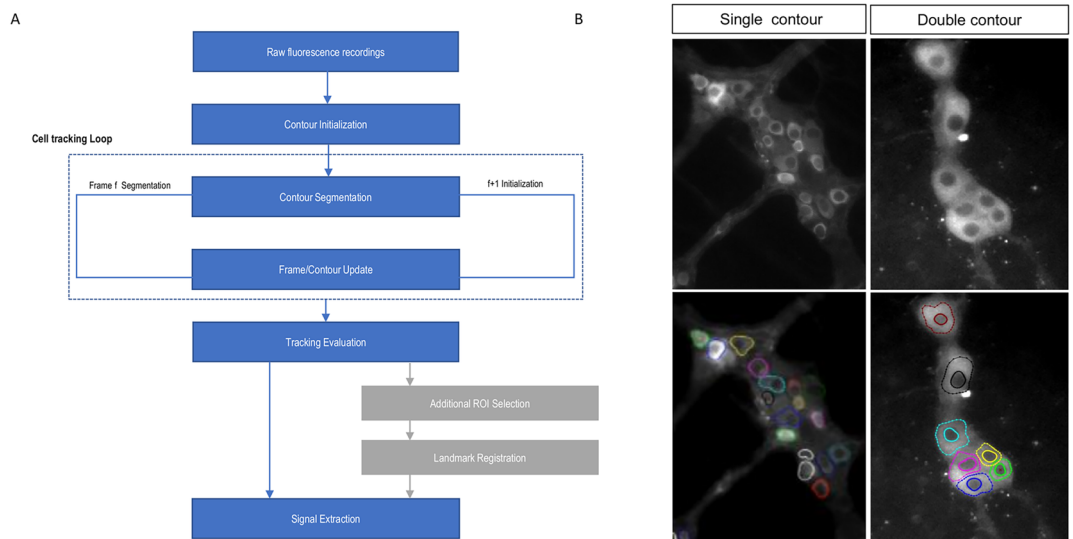 A
B
Raw fluorescence recordings
Contour Initialization
Cell tracking Loop
Frame f Segmentation
f+1 Initialization
Contour Segmentation
Frame/Contour Update
Tracking Evaluation
Additional ROI Selection
Landmark Registration
Signal Extraction
Single contour
Double contour